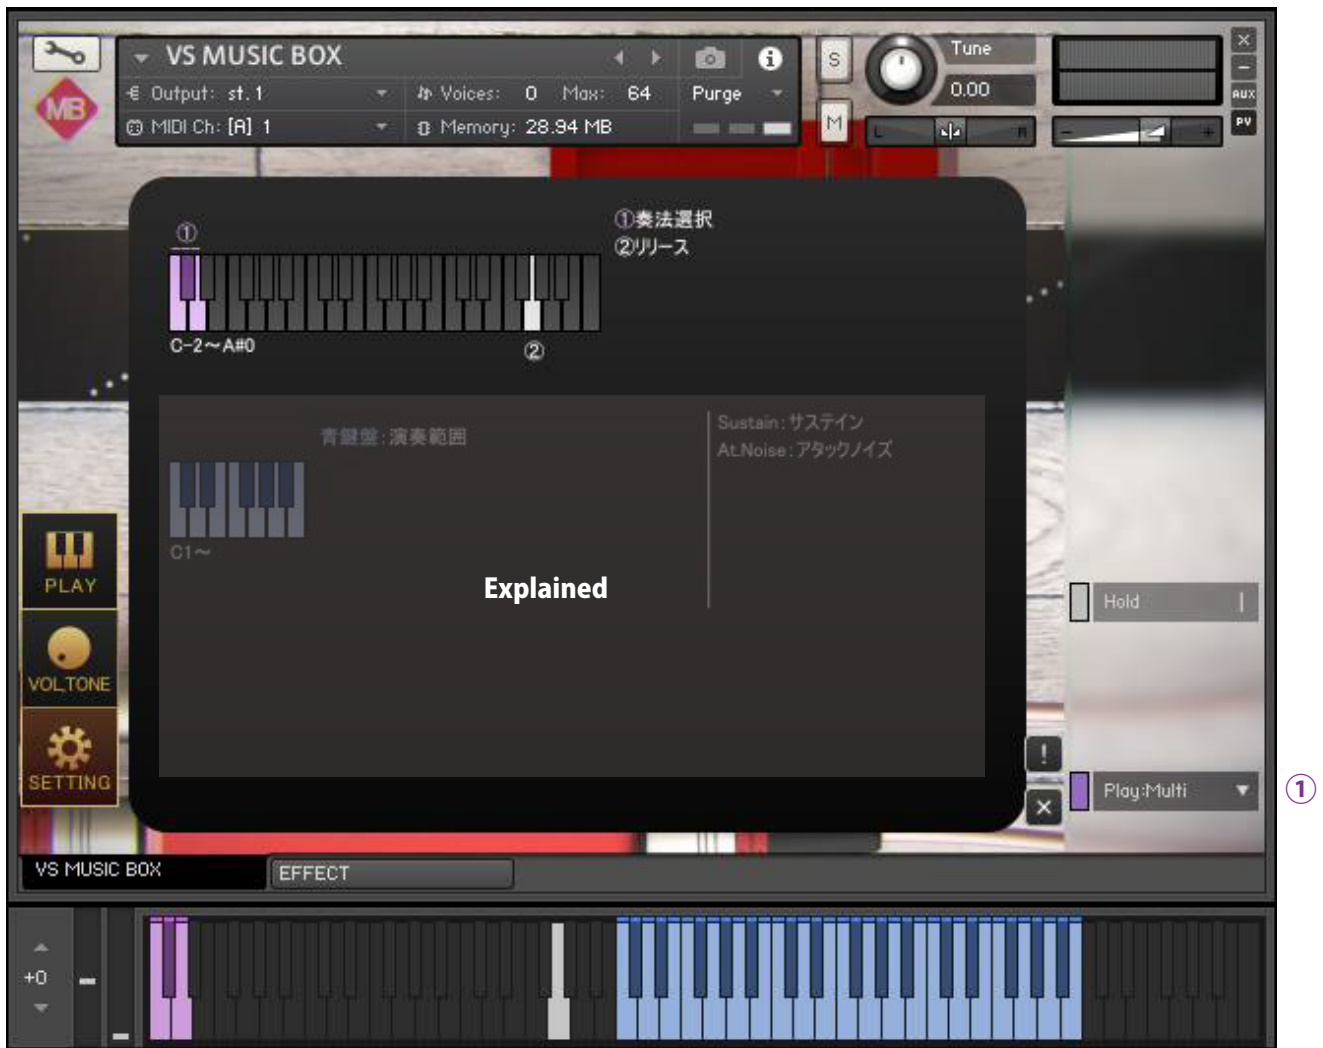 VS MUSIC BOX
S
Tune
×
Output: st.1
Voices: 0 Max: 64
Purge
0.00
AUX
MB
MIDI Ch: [A] 1
Memory: 28.94 MB
M
L
R
PV
①
①奏法選択
②リリース
C-2～A#0
②
青鍵盤:演奏範囲
Sustain:サステイン
At.Noise:アタックノイズ
C1～
Explained
PLAY
Hold
VOL,TONE
SETTING
!
×
Play:Multi
①
VS MUSIC BOX
EFFECT
+0